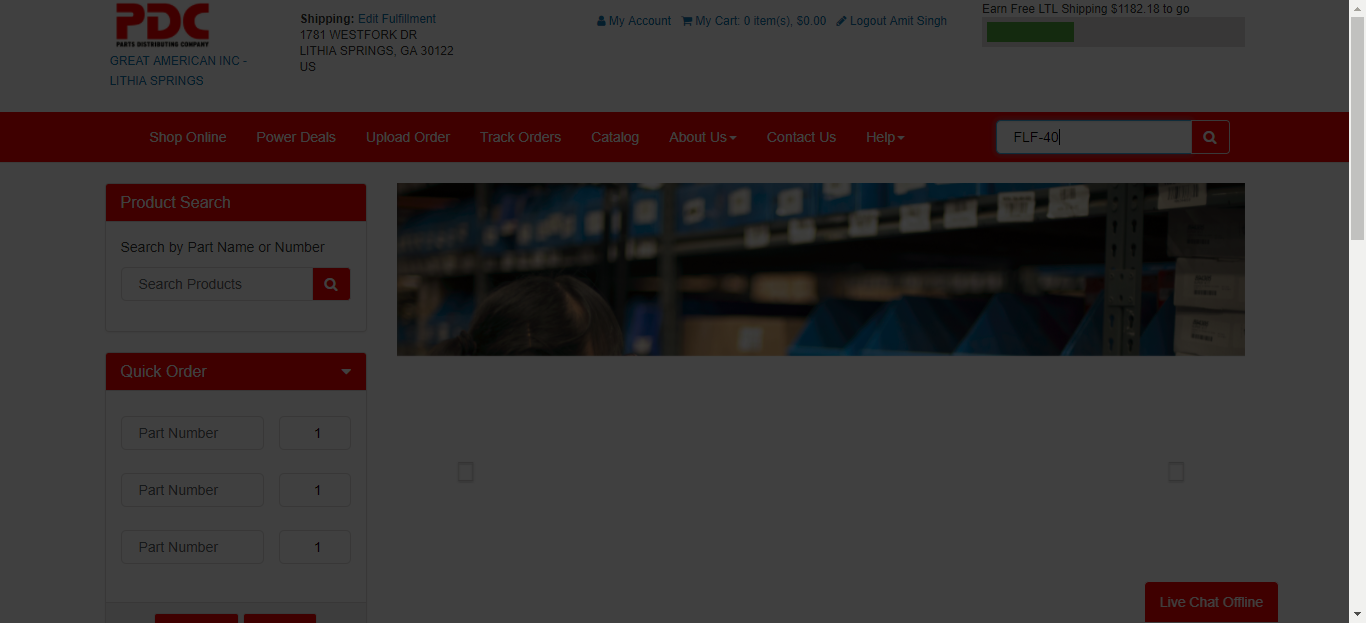 PDC
PARTS DISTRIBUTING COMPANY
GREAT AMERICAN INC -
LITHIA SPRINGS
Shipping: Edit Fulfillment
1781 WESTFORK DR
LITHIA SPRINGS, GA 30122
US
My Account My Cart: 0 item(s), $0.00 Logout Amit Singh
Earn Free LTL Shipping $1182.18 to go
Shop Online Power Deals Upload Order Track Orders Catalog About Us Contact Us Help FLF-40
Product Search
Search by Part Name or Number
Search Products
Quick Order
Part Number 1
Part Number 1
Part Number 1
Live Chat Offline